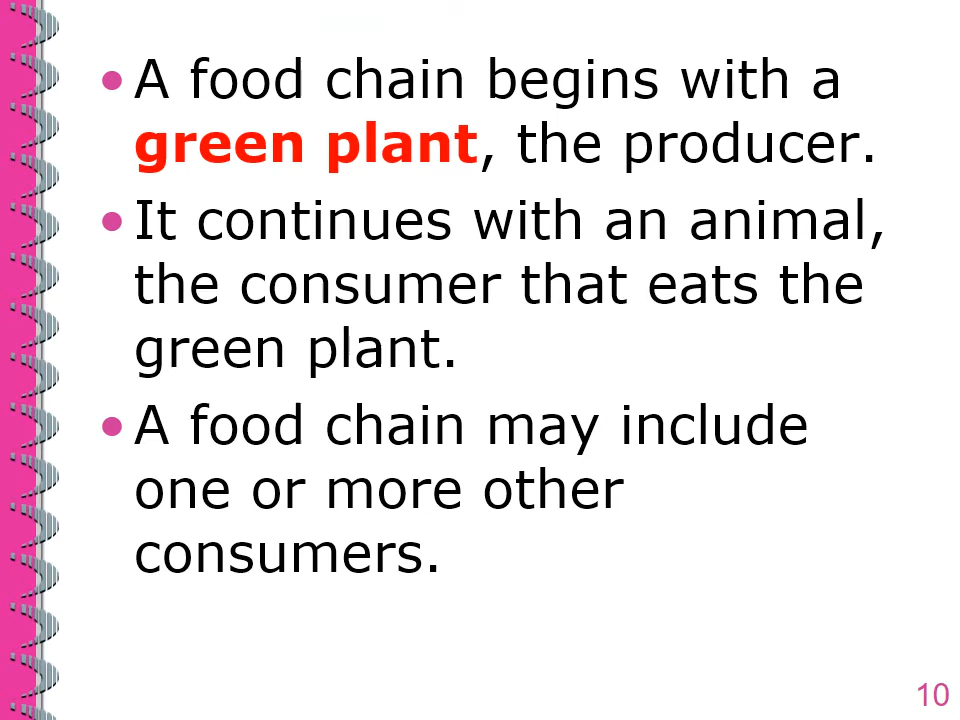 • A food chain begins with a
green plant, the producer.
• It continues with an animal,
the consumer that eats the
green plant.
• A food chain may include
one or more other
consumers.
10